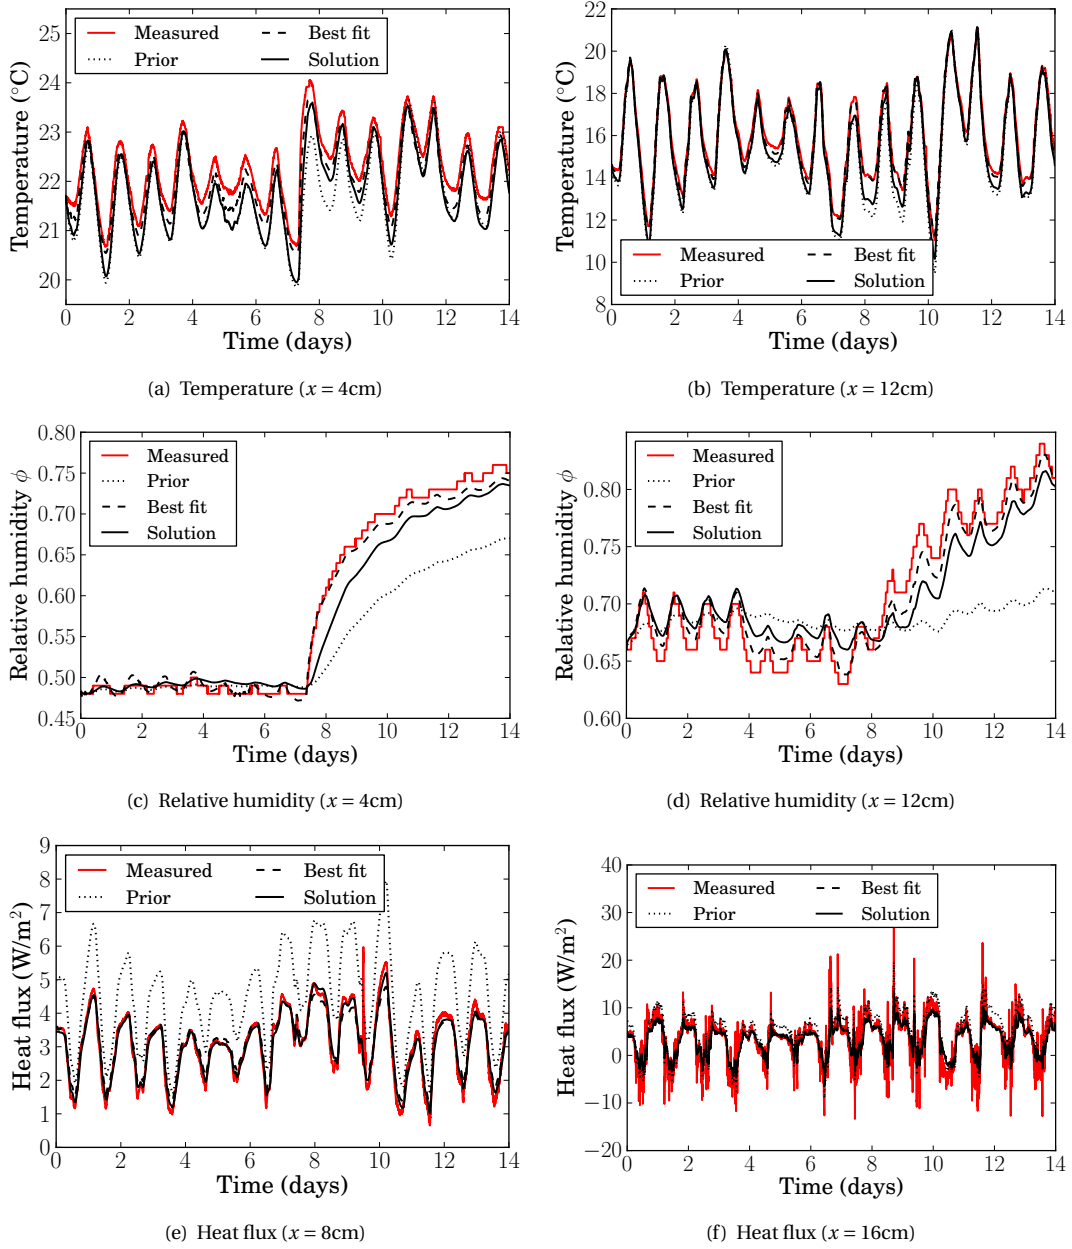 25
24
23
22
21
20
Temperature (°C)
Measured
Prior
Best fit
Solution
0 2 4 6 8 10 12 14
Time (days)
(a) Temperature (x = 4cm)
22
20
18
16
14
12
10
8
Temperature (°C)
Measured
Prior
Best fit
Solution
0 2 4 6 8 10 12 14
Time (days)
(b) Temperature (x = 12cm)
0.80
0.75
0.70
0.65
0.60
0.55
0.50
0.45
Relative humidity ϕ
Measured
Prior
Best fit
Solution
0 2 4 6 8 10 12 14
Time (days)
(c) Relative humidity (x = 4cm)
0.80
0.75
0.70
0.65
0.60
Relative humidity ϕ
Measured
Prior
Best fit
Solution
0 2 4 6 8 10 12 14
Time (days)
(d) Relative humidity (x = 12cm)
9
8
7
6
5
4
3
2
1
0
Heat flux (W/m²)
Measured
Prior
Best fit
Solution
0 2 4 6 8 10 12 14
Time (days)
(e) Heat flux (x = 8cm)
40
30
20
10
0
−10
−20
Heat flux (W/m²)
Measured
Prior
Best fit
Solution
0 2 4 6 8 10 12 14
Time (days)
(f) Heat flux (x = 16cm)